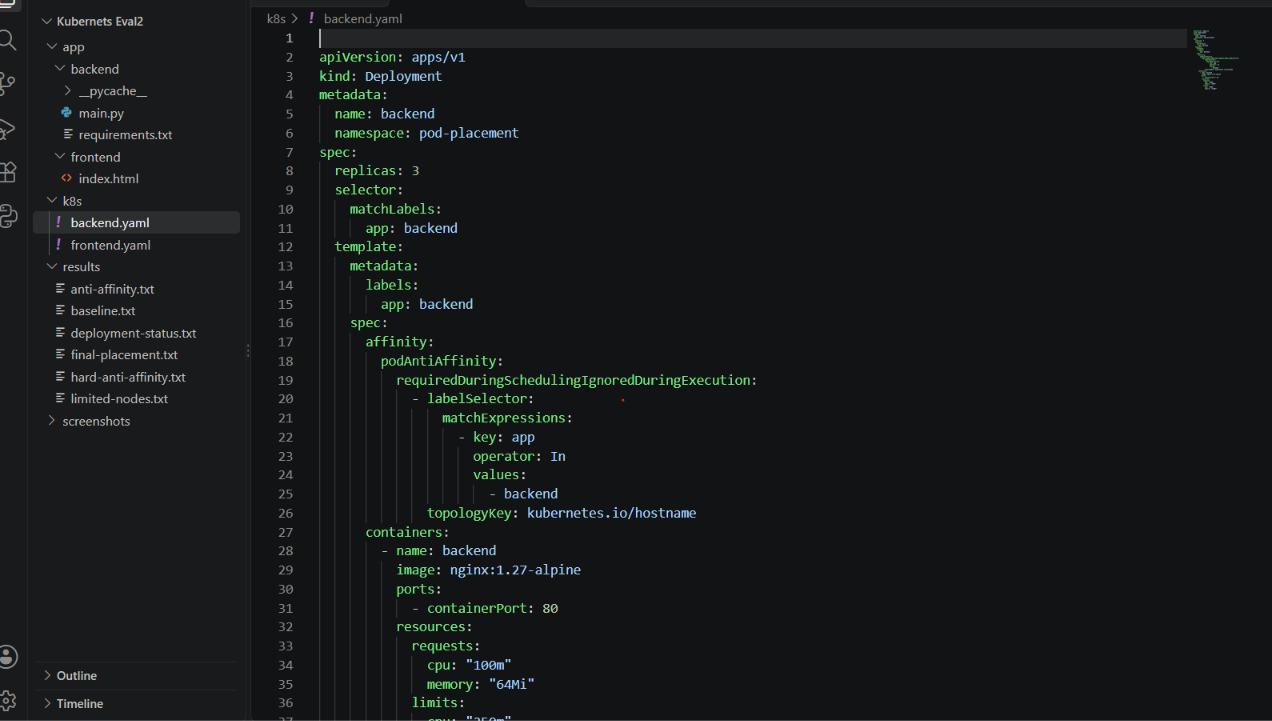 Kubernets Eval2
app
backend
__pycache__
main.py
requirements.txt
frontend
index.html
k8s
backend.yaml
frontend.yaml
results
anti-affinity.txt
baseline.txt
deployment-status.txt
final-placement.txt
hard-anti-affinity.txt
limited-nodes.txt
screenshots
Outline
Timeline
k8s > ! backend.yaml
1
2 apiVersion: apps/v1
3 kind: Deployment
4 metadata:
5   name: backend
6   namespace: pod-placement
7 spec:
8   replicas: 3
9   selector:
10     matchLabels:
11       app: backend
12   template:
13     metadata:
14       labels:
15         app: backend
16     spec:
17       affinity:
18         podAntiAffinity:
19           requiredDuringSchedulingIgnoredDuringExecution:
20             - labelSelector:
21                 matchExpressions:
22                   - key: app
23                     operator: In
24                     values:
25                       - backend
26               topologyKey: kubernetes.io/hostname
27       containers:
28         - name: backend
29           image: nginx:1.27-alpine
30           ports:
31             - containerPort: 80
32           resources:
33             requests:
34               cpu: "100m"
35               memory: "64Mi"
36             limits:
37               cpu: "250m"